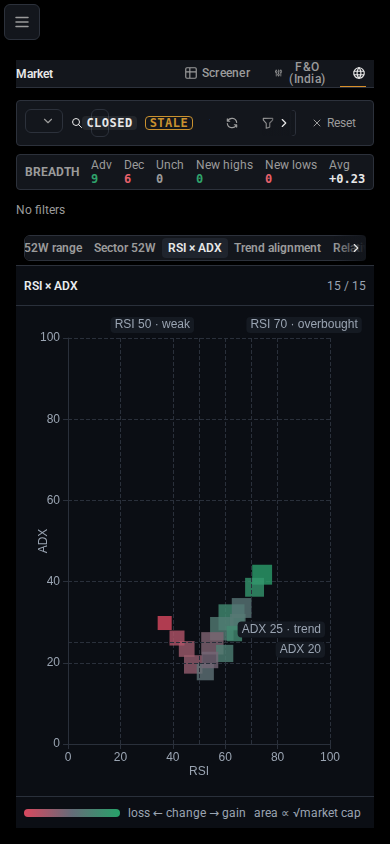 Market
Screener
F&O
(India)
CLOSED
STALE
Reset
BREADTH
Adv
9
Dec
6
Unch
0
New highs
0
New lows
0
Avg
+0.23
No filters
52W range
Sector 52W
RSI × ADX
Trend alignment
RSI × ADX
15 / 15
RSI 50 · weak
RSI 70 · overbought
100
80
60
40
20
0
ADX
ADX 25 · trend
ADX 20
0
20
40
60
80
100
RSI
loss ← change → gain
area ∝ √market cap